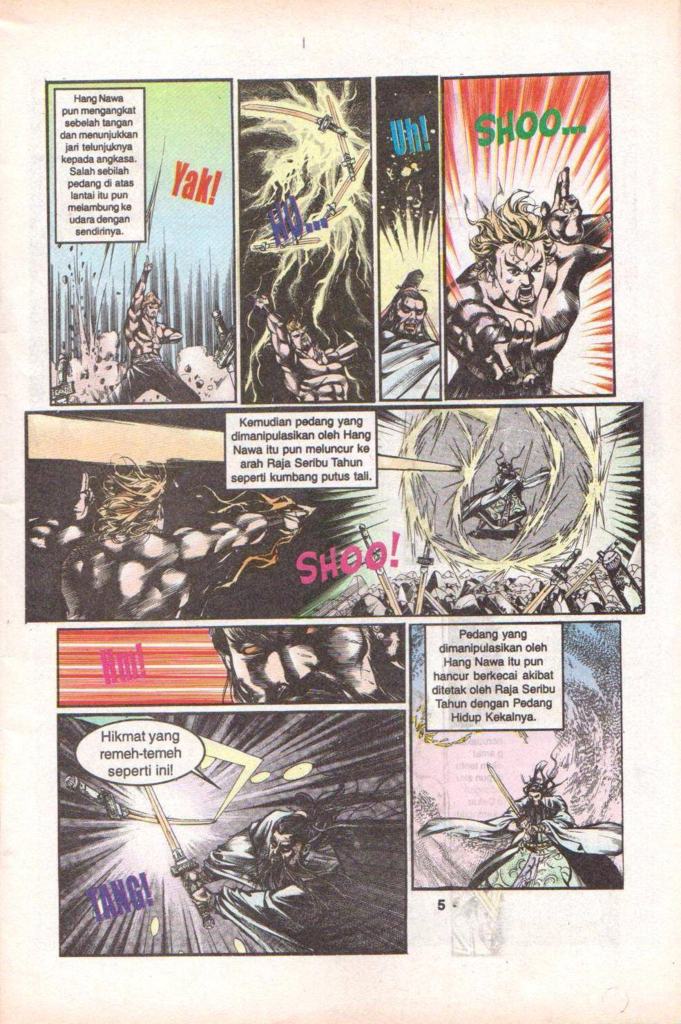 Hang Nawa
pun mengangkat
sebelah tangan
dan menunjukkan
jari telunjuknya
kepada angkasa.
Salah sebilah
pedang di atas
lantai itu pun
melambung ke
udara dengan
sendirinya.
Yak!
HO...
Uh!
SHOO...
Kemudian pedang yang
dimanipulasikan oleh Hang
Nawa itu pun meluncur ke
arah Raja Seribu Tahun
seperti kumbang putus tali.
SHOO!
Hm!
Pedang yang
dimanipulasikan oleh
Hang Nawa itu pun
hancur berkecai akibat
ditetak oleh Raja Seribu
Tahun dengan Pedang
Hidup Kekalnya.
Hikmat yang
remeh-temeh
seperti ini!
TANG!
5